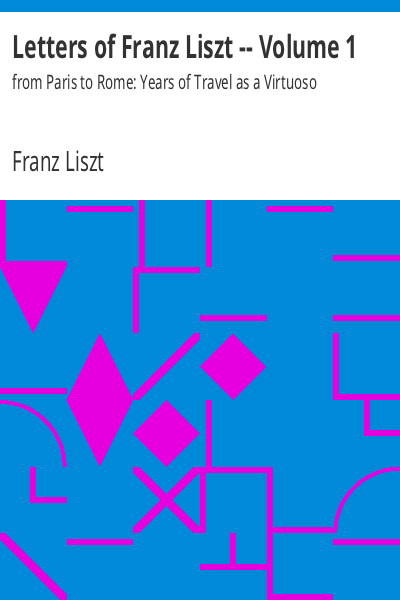 Letters of Franz Liszt -- Volume 1
from Paris to Rome: Years of Travel as a Virtuoso
Franz Liszt